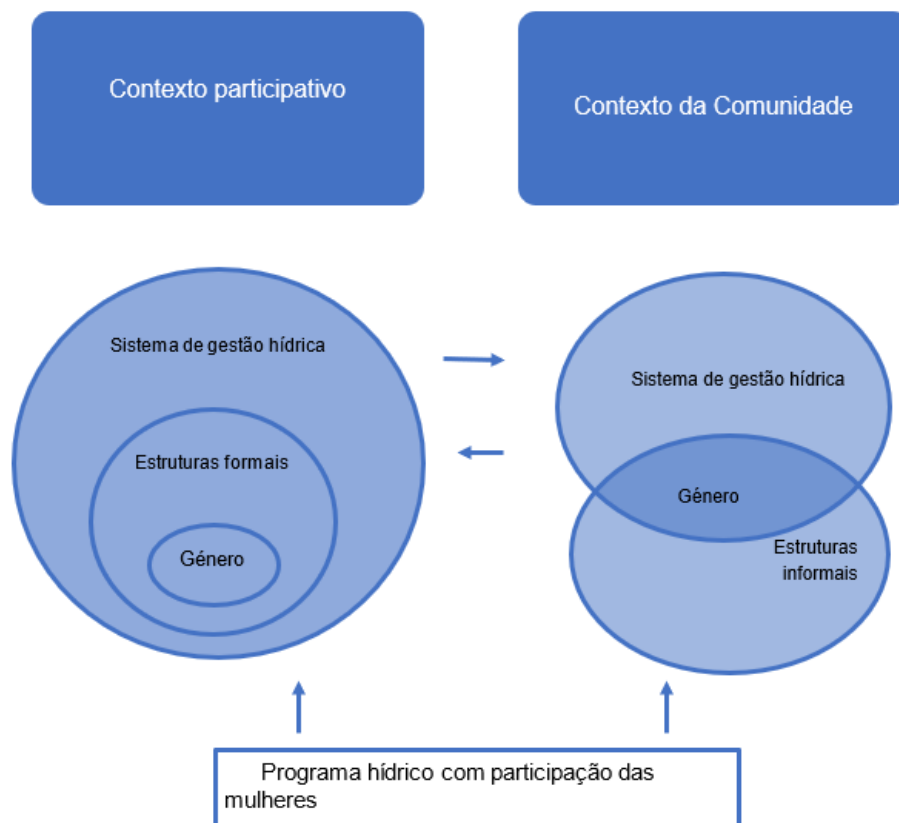 Contexto participativo
Contexto da Comunidade
Sistema de gestão hídrica
Estruturas formais
Género
Sistema de gestão hídrica
Género
Estruturas
informais
Programa hídrico com participação das
mulheres